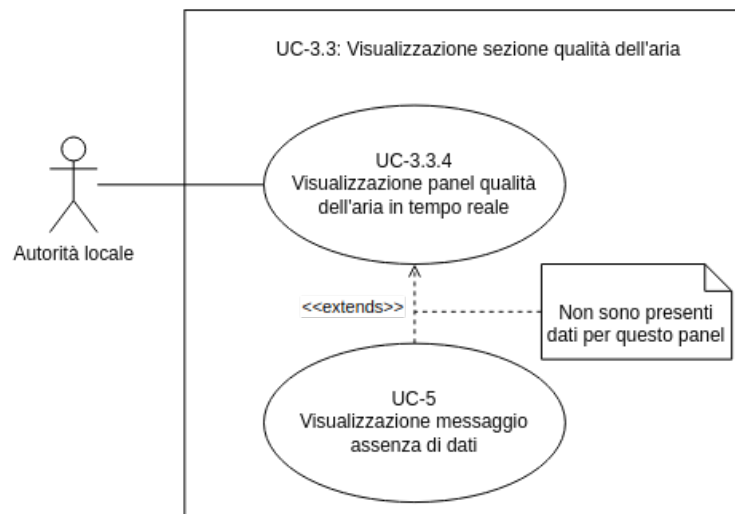 UC-3.3: Visualizzazione sezione qualità dell'aria
UC-3.3.4
Visualizzazione panel qualità
dell'aria in tempo reale
Autorità locale
<<extends>>
Non sono presenti
dati per questo panel
UC-5
Visualizzazione messaggio
assenza di dati